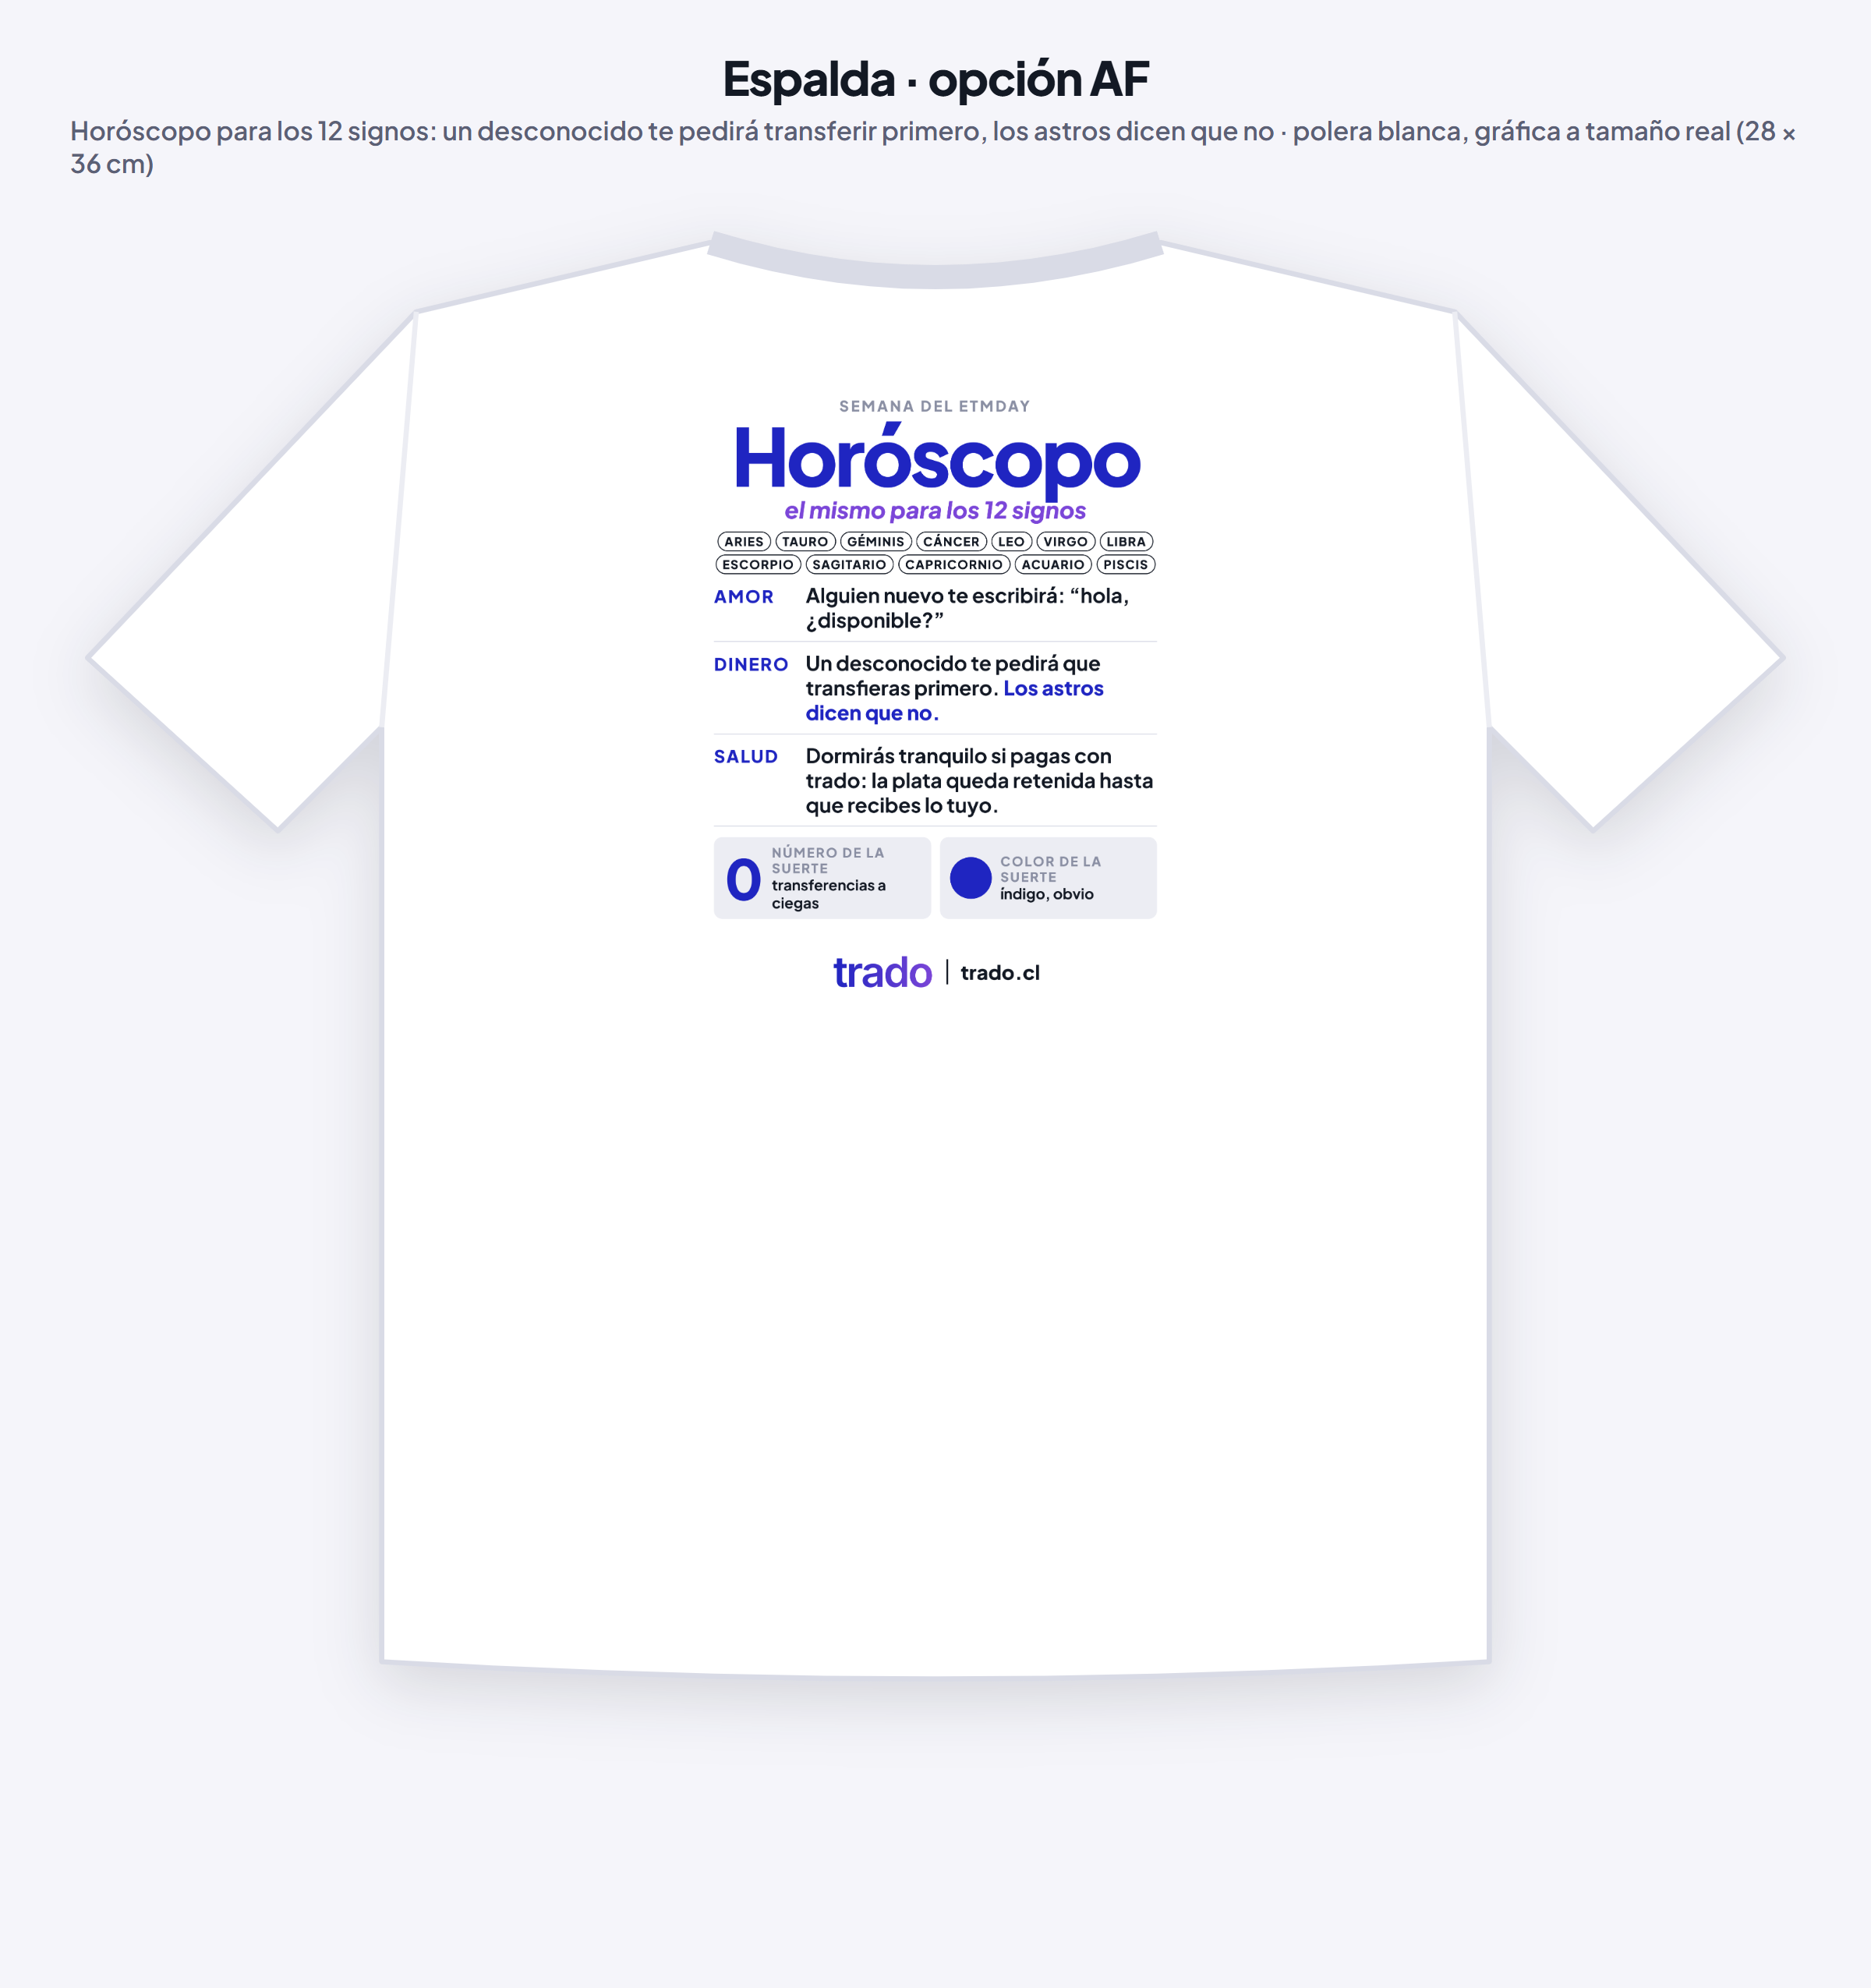 Espalda · opción AF
Horóscopo para los 12 signos: un desconocido te pedirá transferir primero, los astros dicen que no · polera blanca, gráfica a tamaño real (28 ×
36 cm)
SEMANA DEL ETMDAY
Horóscopo
el mismo para los 12 signos
ARIES TAURO GÉMINIS CÁNCER LEO VIRGO LIBRA
ESCORPIO SAGITARIO CAPRICORNIO ACUARIO PISCIS
AMOR Alguien nuevo te escribirá: “hola,
¿disponible?”
DINERO Un desconocido te pedirá que
transfieras primero. Los astros
dicen que no.
SALUD Dormirás tranquilo si pagas con
trado: la plata queda retenida hasta
que recibes lo tuyo.
0
NÚMERO DE LA
SUERTE
transferencias a
ciegas
COLOR DE LA
SUERTE
índigo, obvio
trado | trado.cl